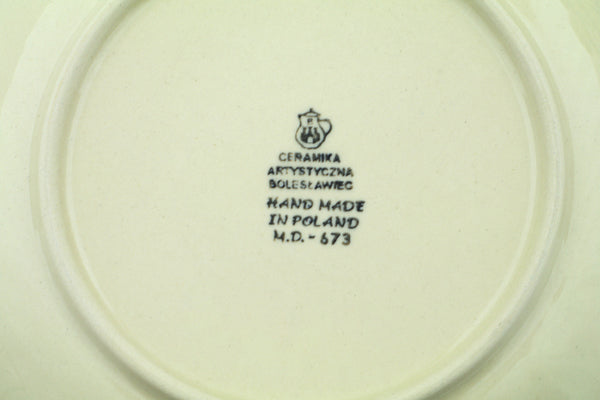 CERAMIKA
ARTYSTYCZNA
BOLESŁAWIEC
HAND MADE
IN POLAND
M.D. - 673